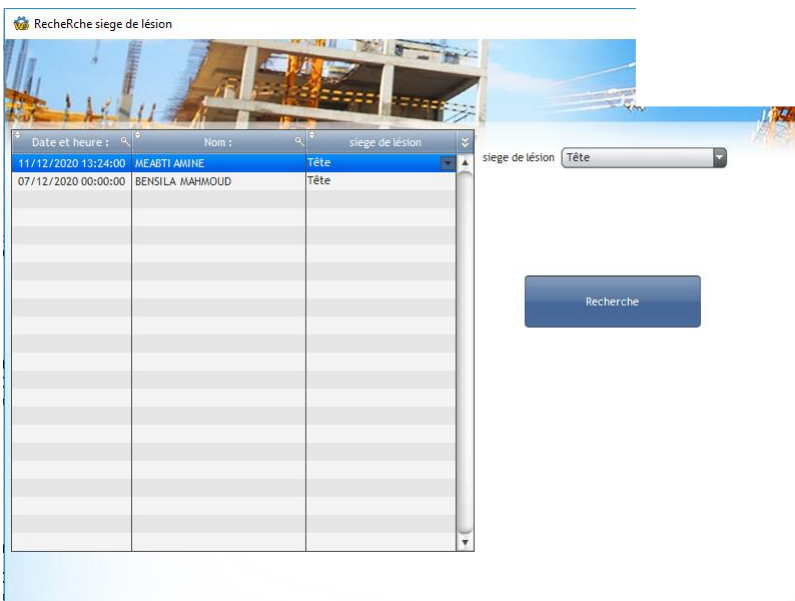 RecheRche siege de lésion
Date et heure : Nom : siege de lésion
11/12/2020 13:24:00 MEABTI AMINE Tête
07/12/2020 00:00:00 BENSILA MAHMOUD Tête
siege de lésion Tête
Recherche